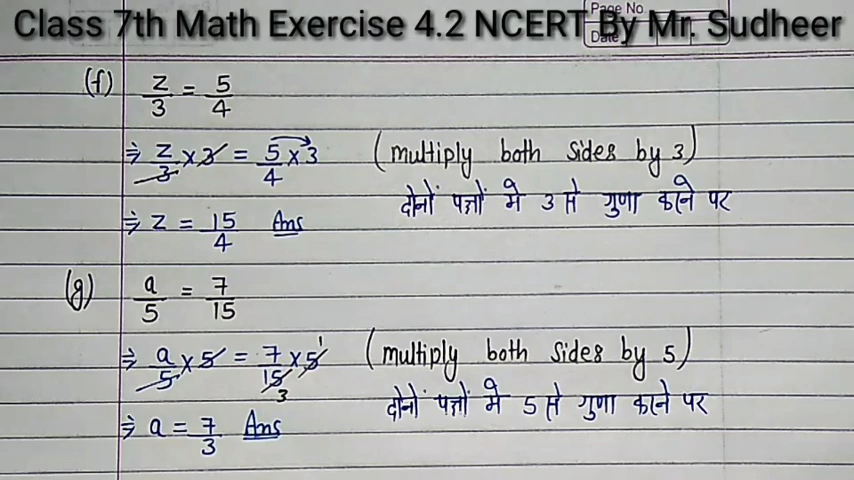 Class 7th Math Exercise 4.2 NCERT By Mr. Sudheer
Page No
Date
(f) z/3 = 5/4
⇒ z/3 × 3 = 5/4 × 3 (multiply both sides by 3)
दोनों पक्षों मे 3 से गुणा करने पर
⇒ z = 15/4 Ans
(g) a/5 = 7/15
⇒ a/5 × 5 = 7/15 × 5 1 (multiply both sides by 5)
3
दोनों पक्षों मे 5 से गुणा करने पर
⇒ a = 7/3 Ans